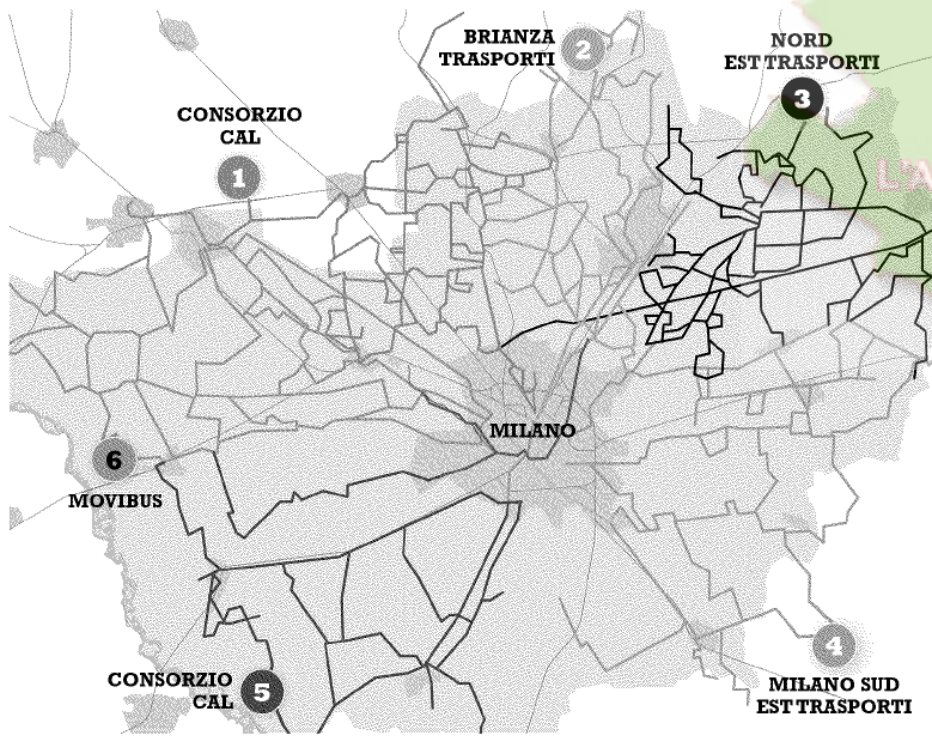 BRIANZA
TRASPORTI
2
NORD
EST TRASPORTI
3
CONSORZIO
CAL
1
L'A
MILANO
6
MOVIBUS
CONSORZIO
CAL
5
4
MILANO SUD
EST TRASPORTI